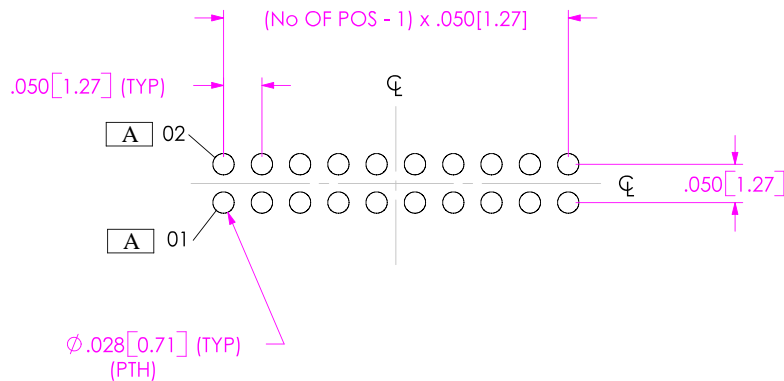 (No OF POS - 1) x .050[1.27]
.050[1.27] (TYP)
℄
A 02
℄
.050[1.27]
A 01
∅.028[0.71] (TYP)
(PTH)